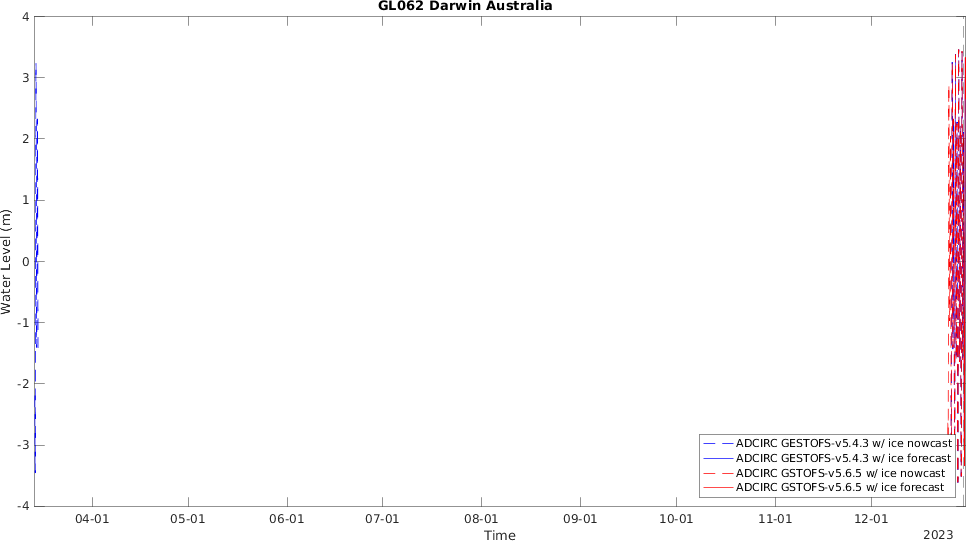 GL062 Darwin Australia
4
3
2
1
0
-1
-2
-3
-4
Water Level (m)
ADCIRC GESTOFS-v5.4.3 w/ ice nowcast
ADCIRC GESTOFS-v5.4.3 w/ ice forecast
ADCIRC GSTOFS-v5.6.5 w/ ice nowcast
ADCIRC GSTOFS-v5.6.5 w/ ice forecast
04-01 05-01 06-01 07-01 08-01 09-01 10-01 11-01 12-01
Time
2023